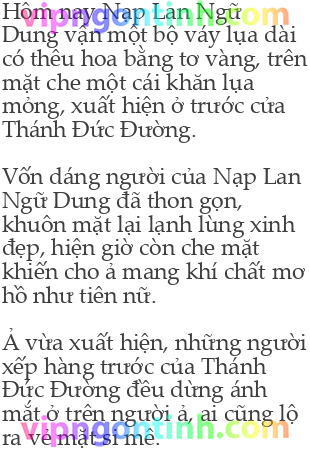 Hôm nay Nạp Lan Ngữ
Dung vận một bộ váy lụa dài
có thêu hoa bằng tơ vàng, trên
mặt che một cái khăn lụa
mỏng, xuất hiện ở trước cửa
Thánh Đức Đường.
Vốn dáng người của Nạp Lan
Ngữ Dung đã thon gọn,
khuôn mặt lại lạnh lùng xinh
đẹp, hiện giờ còn che mặt
khiến cho ả mang khí chất mơ
hồ như tiên nữ.
Ả vừa xuất hiện, những người
xếp hàng trước của Thánh
Đức Đường đều dừng ánh
mắt ở trên người ả, ai cũng lộ
ra vẻ mặt si mê.
vipngontinh.com
vipngontinh.com
vipngontinh.com
vipngontinh.com